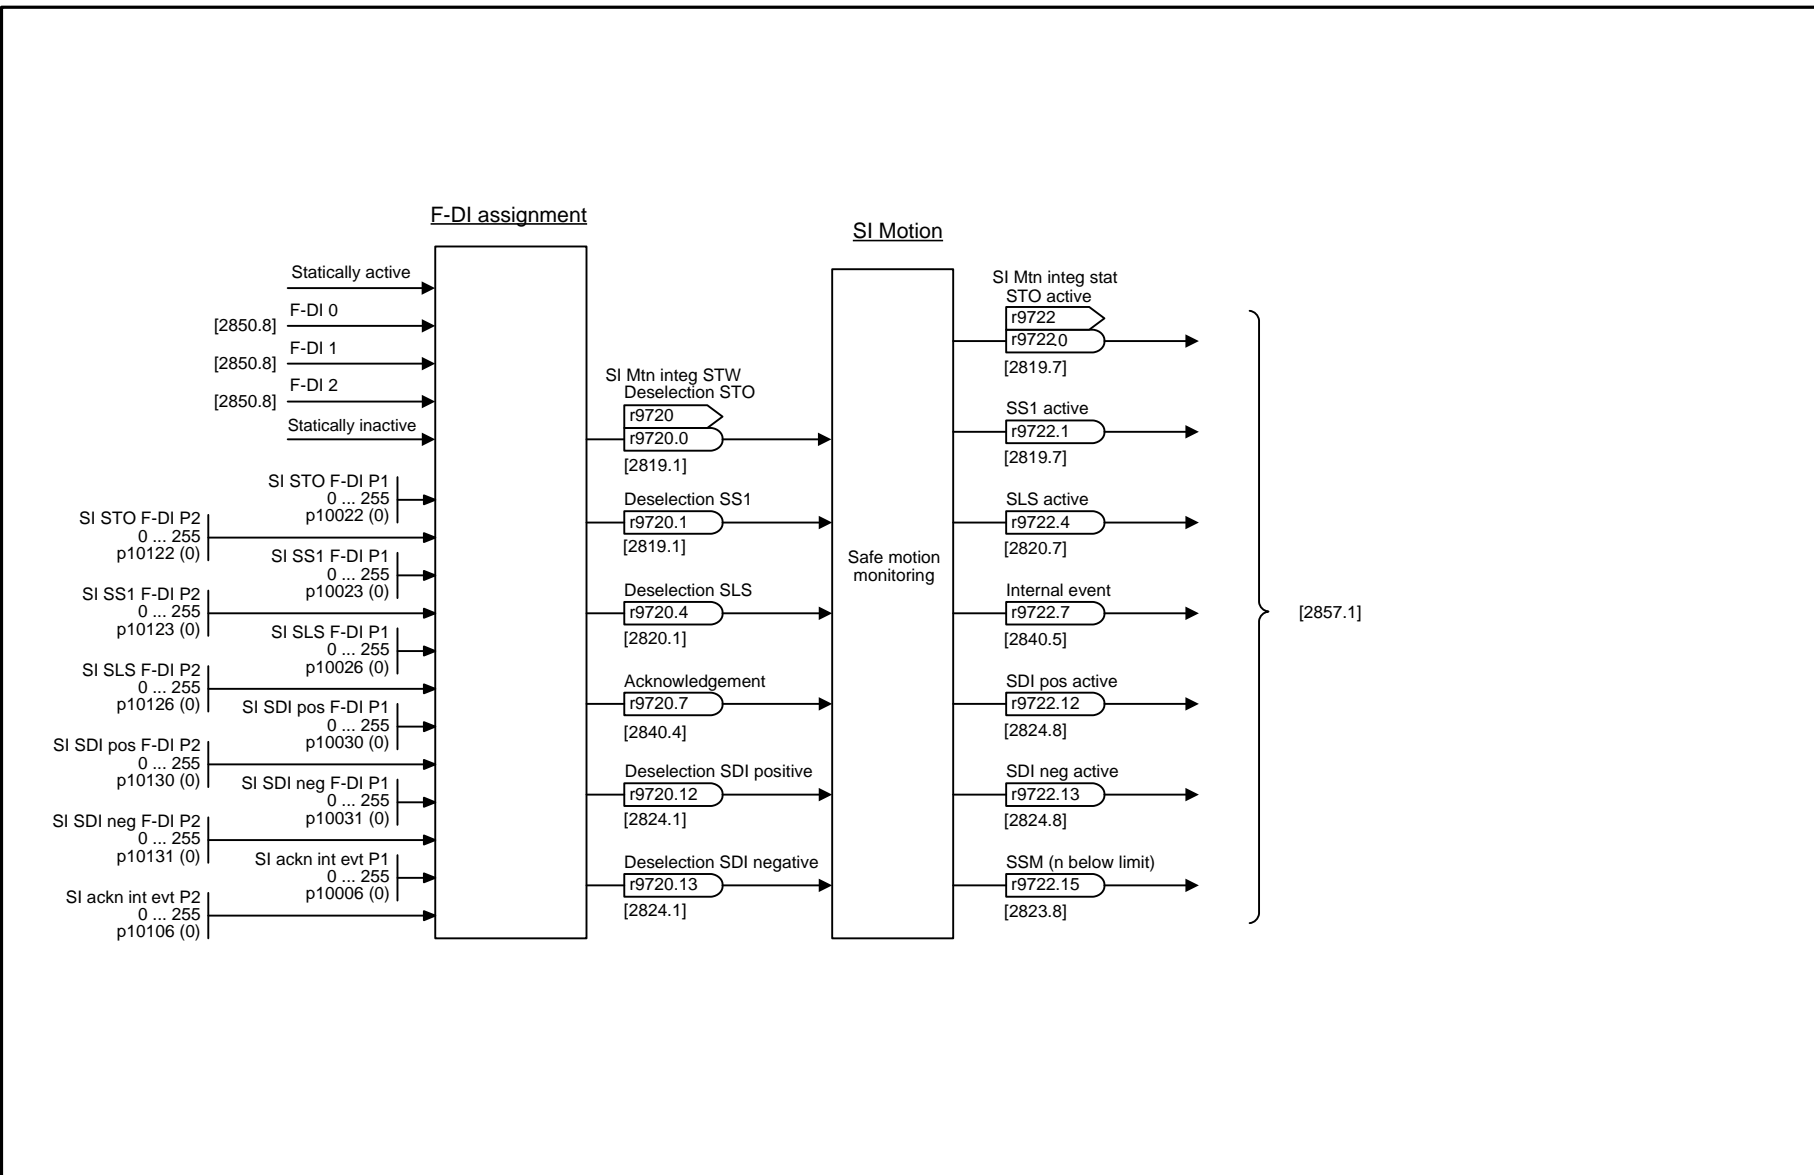 F-DI assignment
Statically active
F-DI 0
[2850.8]
F-DI 1
[2850.8]
F-DI 2
[2850.8]
Statically inactive
SI STO F-DI P1
0 ... 255
p10022 (0)
SI STO F-DI P2
0 ... 255
p10122 (0)
SI SS1 F-DI P1
0 ... 255
p10023 (0)
SI SS1 F-DI P2
0 ... 255
p10123 (0)
SI SLS F-DI P1
0 ... 255
p10026 (0)
SI SLS F-DI P2
0 ... 255
p10126 (0)
SI SDI pos F-DI P1
0 ... 255
p10030 (0)
SI SDI pos F-DI P2
0 ... 255
p10130 (0)
SI SDI neg F-DI P1
0 ... 255
p10031 (0)
SI SDI neg F-DI P2
0 ... 255
p10131 (0)
SI ackn int evt P1
0 ... 255
p10006 (0)
SI ackn int evt P2
0 ... 255
p10106 (0)
SI Mtn integ STW
Deselection STO
r9720
r9720.0
[2819.1]
Deselection SS1
r9720.1
[2819.1]
Deselection SLS
r9720.4
[2820.1]
Acknowledgement
r9720.7
[2840.4]
Deselection SDI positive
r9720.12
[2824.1]
Deselection SDI negative
r9720.13
[2824.1]
SI Motion
Safe motion
monitoring
SI Mtn integ stat
STO active
r9722
r9722.0
[2819.7]
SS1 active
r9722.1
[2819.7]
SLS active
r9722.4
[2820.7]
Internal event
r9722.7
[2840.5]
SDI pos active
r9722.12
[2824.8]
SDI neg active
r9722.13
[2824.8]
SSM (n below limit)
r9722.15
[2823.8]
[2857.1]